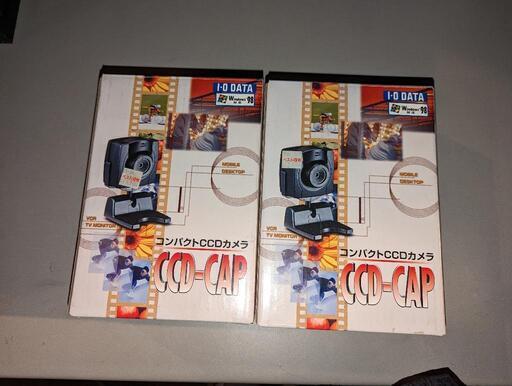 I·O DATA
Windows 98
MOBILE
DESKTOP
VCR
TV MONITOR
コンパクトCCDカメラ
CCD-CAP
I·O DATA
Windows 98
MOBILE
DESKTOP
VCR
TV MONITOR
コンパクトCCDカメラ
CCD-CAP